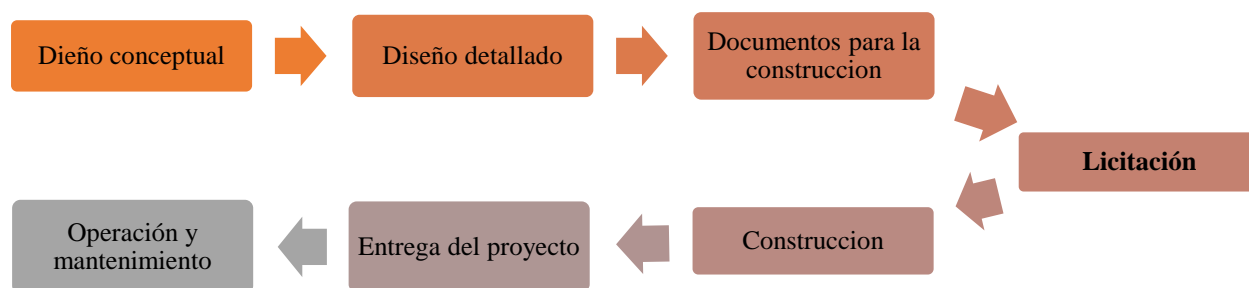 Dieño conceptual
Diseño detallado
Documentos para la
construccion
Licitación
Construccion
Entrega del proyecto
Operación y
mantenimiento